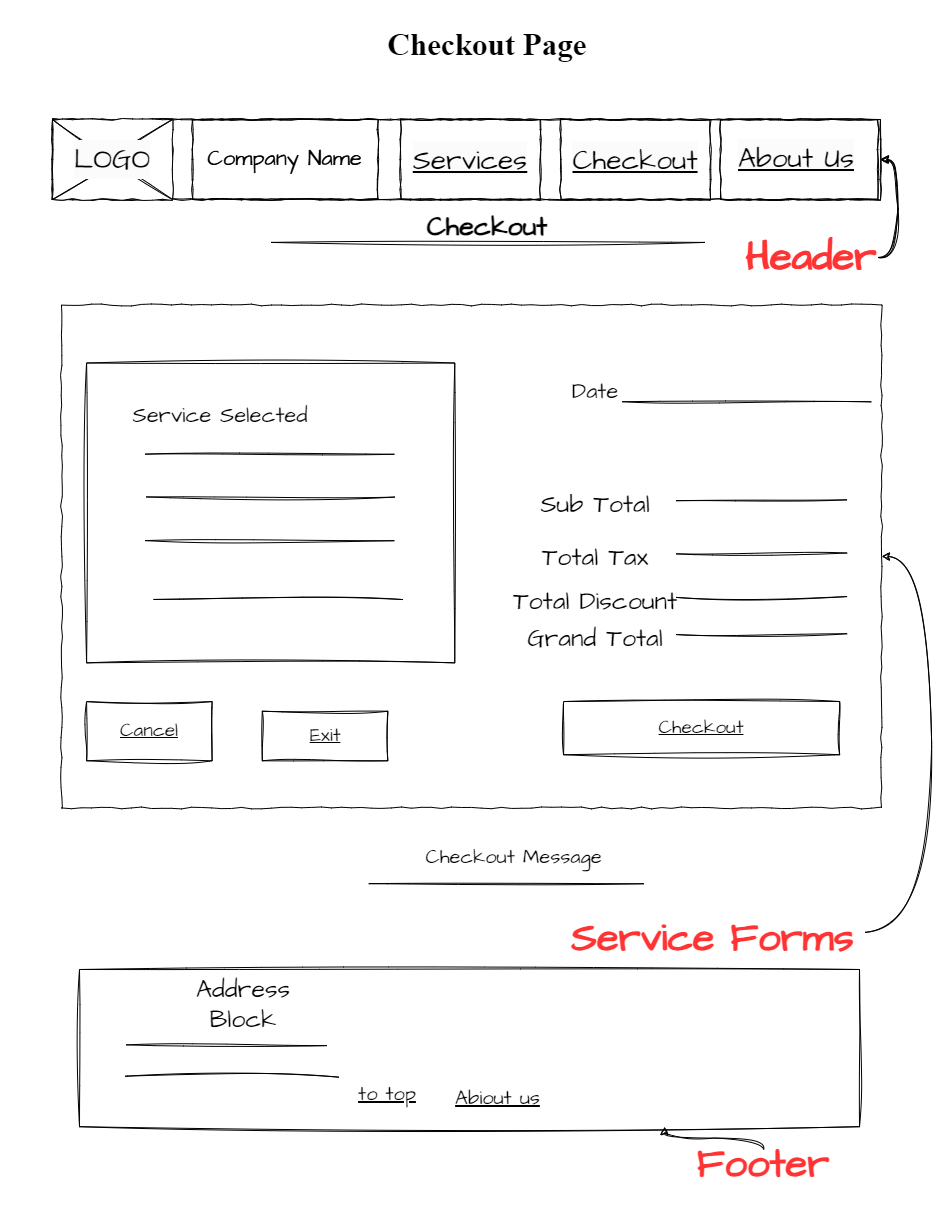 Checkout Page
LOGO
Company Name
Services
Checkout
About Us
Checkout
Header
Service Selected
Date
Sub Total
Total Tax
Total Discount
Grand Total
Cancel
Exit
Checkout
Checkout Message
Service Forms
Address
Block
to top
Abiout us
Footer